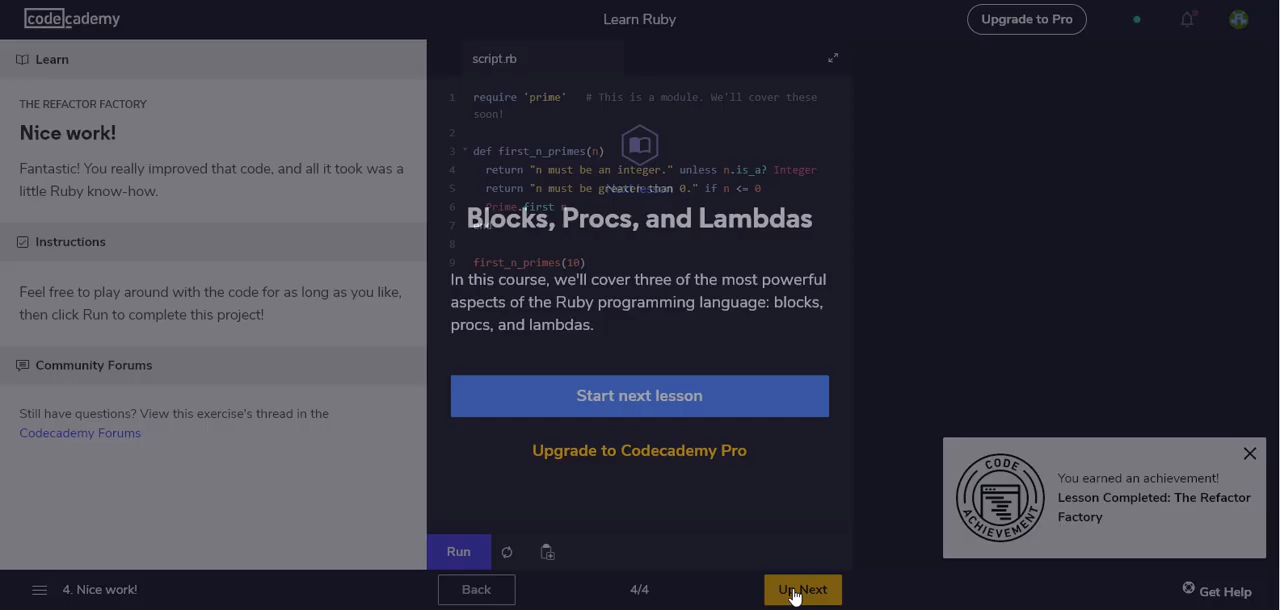 codecademy
Learn Ruby
Upgrade to Pro
Learn
THE REFACTOR FACTORY
Nice work!
Fantastic! You really improved that code, and all it took was a
little Ruby know-how.
Instructions
Feel free to play around with the code for as long as you like,
then click Run to complete this project!
Community Forums
Still have questions? View this exercise's thread in the
Codecademy Forums
script.rb
1 require 'prime' # This is a module. We'll cover these
soon!
2
3 def first_n_primes(n)
4 return "n must be an integer." unless n.is_a? Integer
5 return "n must be greater than 0." if n <= 0
6 Prime.first n
7 end
8
9 first_n_primes(10)
Next lesson
Blocks, Procs, and Lambdas
In this course, we'll cover three of the most powerful
aspects of the Ruby programming language: blocks,
procs, and lambdas.
Start next lesson
Upgrade to Codecademy Pro
CODE
ACHIEVEMENT
You earned an achievement!
Lesson Completed: The Refactor
Factory
Run
4. Nice work!
Back
4/4
Up Next
Get Help